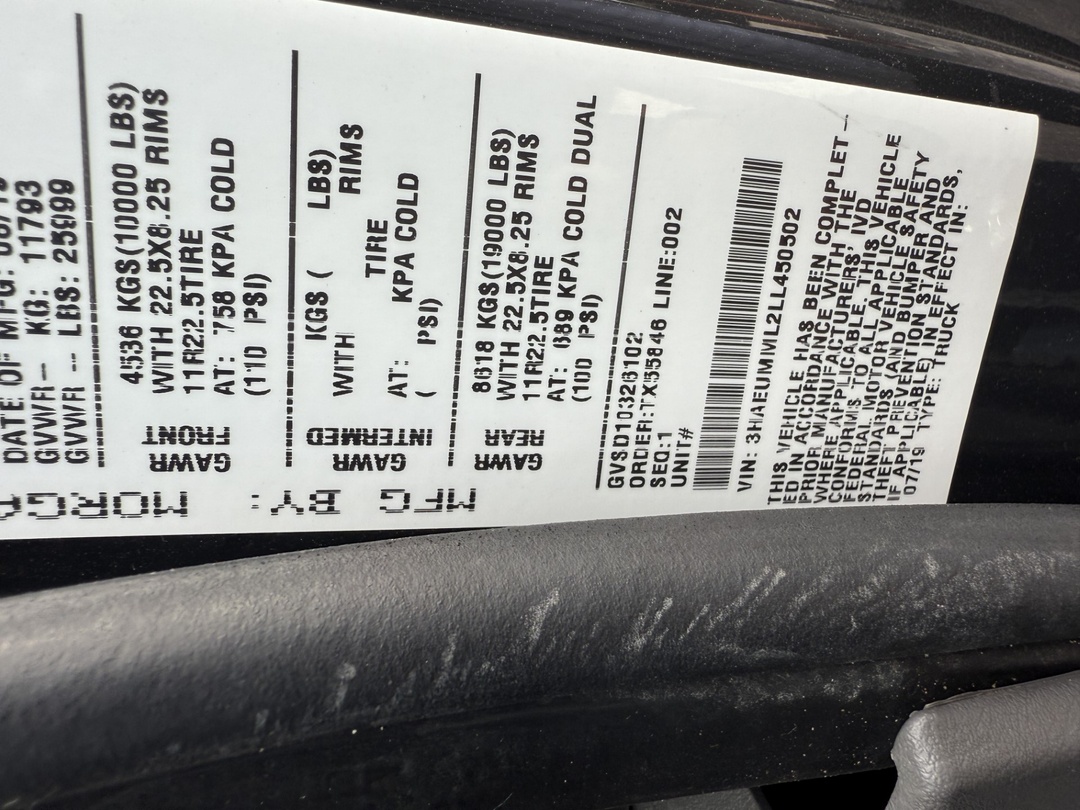 DATE OF MFG:
GVWR-- KG: 11793
GVWR -- LBS: 25999
GAWR FRONT
4536 KGS(10000 LBS)
WITH 22.5X8.25 RIMS
11R22.5TIRE
AT: 758 KPA COLD
(110 PSI)
GAWR INTERMED
KGS ( LBS)
WITH RIMS
TIRE
AT: KPA COLD
( PSI)
GAWR REAR
8618 KGS(19000 LBS)
WITH 22.5X8.25 RIMS
11R22.5TIRE
AT: 689 KPA COLD DUAL
(100 PSI)
MFG BY: MORG
GVSD10326102
ORDER:TX55846 LINE:002
SEQ:1
UNIT#
VIN: 3HAEUMML2LL450502
THIS VEHICLE HAS BEEN COMPLET-
ED IN ACCORDANCE WITH THE
PRIOR MANUFACTURERS' IVD
WHERE APPLICABLE. THIS VEHICLE
CONFORMS TO ALL APPLICABLE
FEDERAL MOTOR VEHICLE SAFETY
STANDARDS (AND BUMPER AND
THEFT PREVENTION STANDARDS,
IF APPLICABLE) IN EFFECT IN:
07/19 TYPE: TRUCK